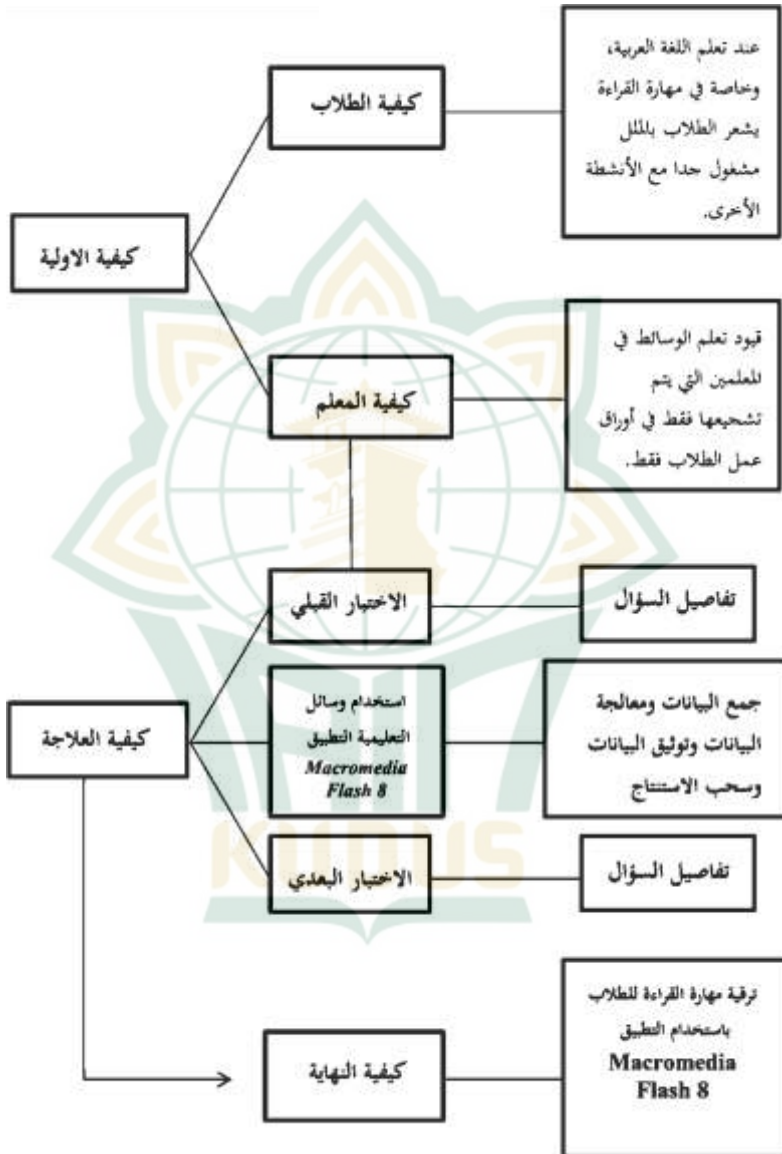 عند تعلم اللغة العربية،
وخاصة في مهارة القراءة
يشعر الطلاب بالملل
مشغول جدا مع الأنشطة
الأخرى.
كيفية الطلاب
كيفية الاولية
قيود تعلم الوسائط في
المعلمين التي يتم
تشجيعها فقط في أوراق
عمل الطلاب فقط.
كيفية المعلم
الاختبار القبلي
تفاصيل السؤال
استخدام وسائل
التعليمية التطبيق
Macromedia
Flash 8
جمع البيانات ومعالجة
البيانات وتوثيق البيانات
وسحب الاستنتاج
كيفية العلاجة
الاختبار البعدي
تفاصيل السؤال
KUDUS
ترقية مهارة القراءة للطلاب
باستخدام التطبيق
Macromedia
Flash 8
كيفية النهاية